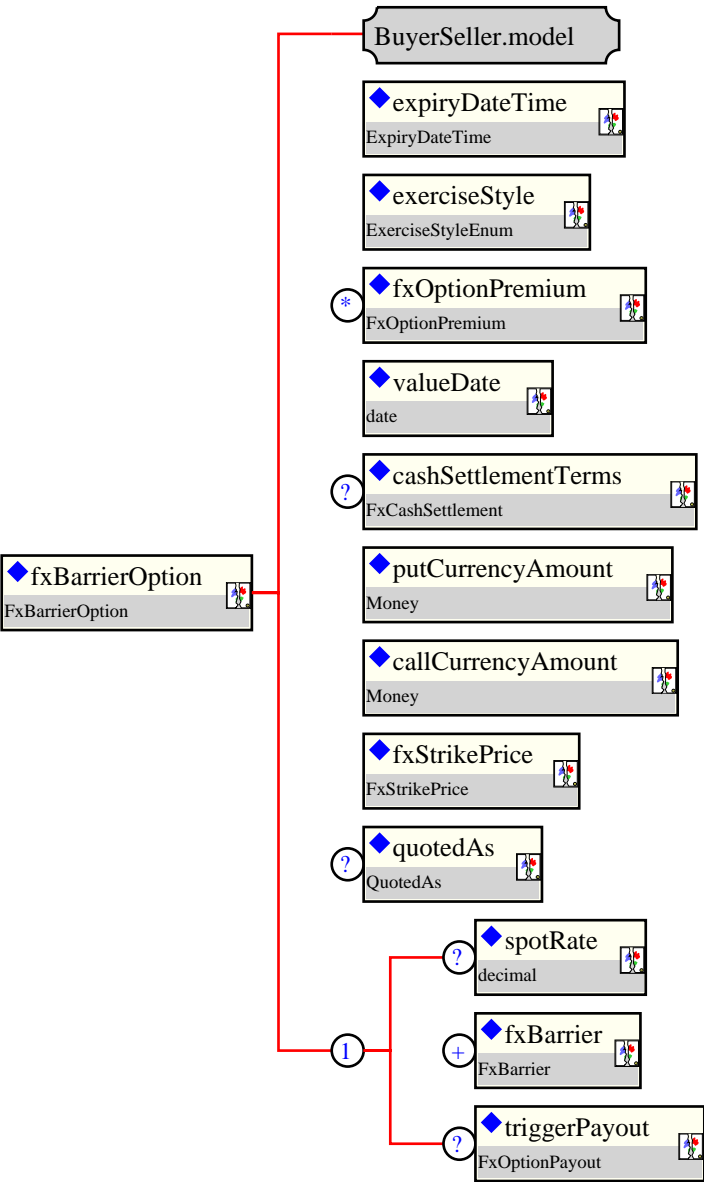 BuyerSeller.model
expiryDateTime
ExpiryDateTime
exerciseStyle
ExerciseStyleEnum
*
fxOptionPremium
FxOptionPremium
valueDate
date
?
cashSettlementTerms
FxCashSettlement
fxBarrierOption
FxBarrierOption
putCurrencyAmount
Money
callCurrencyAmount
Money
fxStrikePrice
FxStrikePrice
?
quotedAs
QuotedAs
1
?
spotRate
decimal
+
fxBarrier
FxBarrier
?
triggerPayout
FxOptionPayout